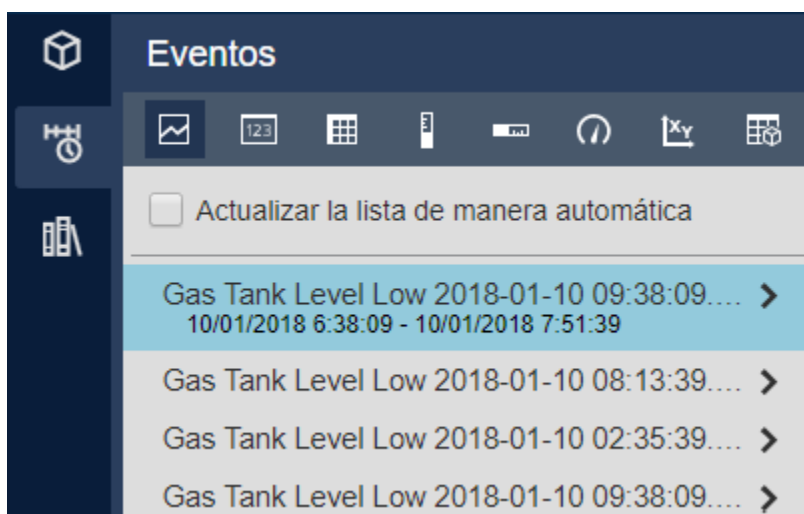 Eventos
123
XY
Actualizar la lista de manera automática
Gas Tank Level Low 2018-01-10 09:38:09....
10/01/2018 6:38:09 - 10/01/2018 7:51:39
Gas Tank Level Low 2018-01-10 08:13:39....
Gas Tank Level Low 2018-01-10 02:35:39....
Gas Tank Level Low 2018-01-10 09:38:09....